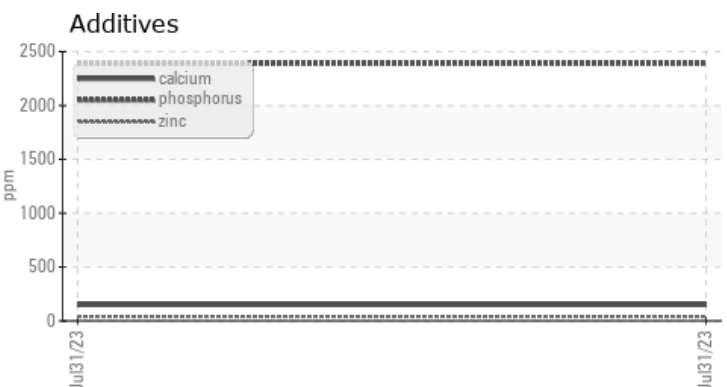 Additives
2500
2000
1500
1000
500
0
ppm
calcium
phosphorus
zinc
Jul31/23
Jul31/23